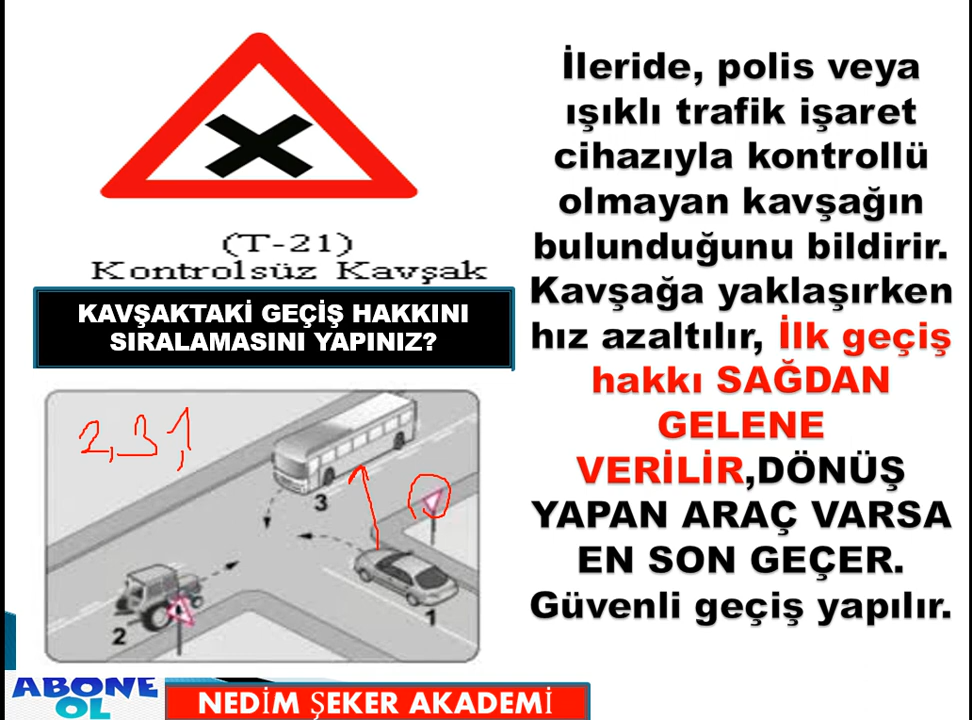 (T-21)
Kontrolsüz Kavşak
KAVŞAKTAKİ GEÇİŞ HAKKINI
SIRALAMASINI YAPINIZ?
2,3,1
3
1
2
İleride, polis veya
ışıklı trafik işaret
cihazıyla kontrollü
olmayan kavşağın
bulunduğunu bildirir.
Kavşağa yaklaşırken
hız azaltılır, İlk geçiş
hakkı SAĞDAN
GELENE
VERİLİR,DÖNÜŞ
YAPAN ARAÇ VARSA
EN SON GEÇER.
Güvenli geçiş yapılır.
ABONE
OL
NEDİM ŞEKER AKADEMİ